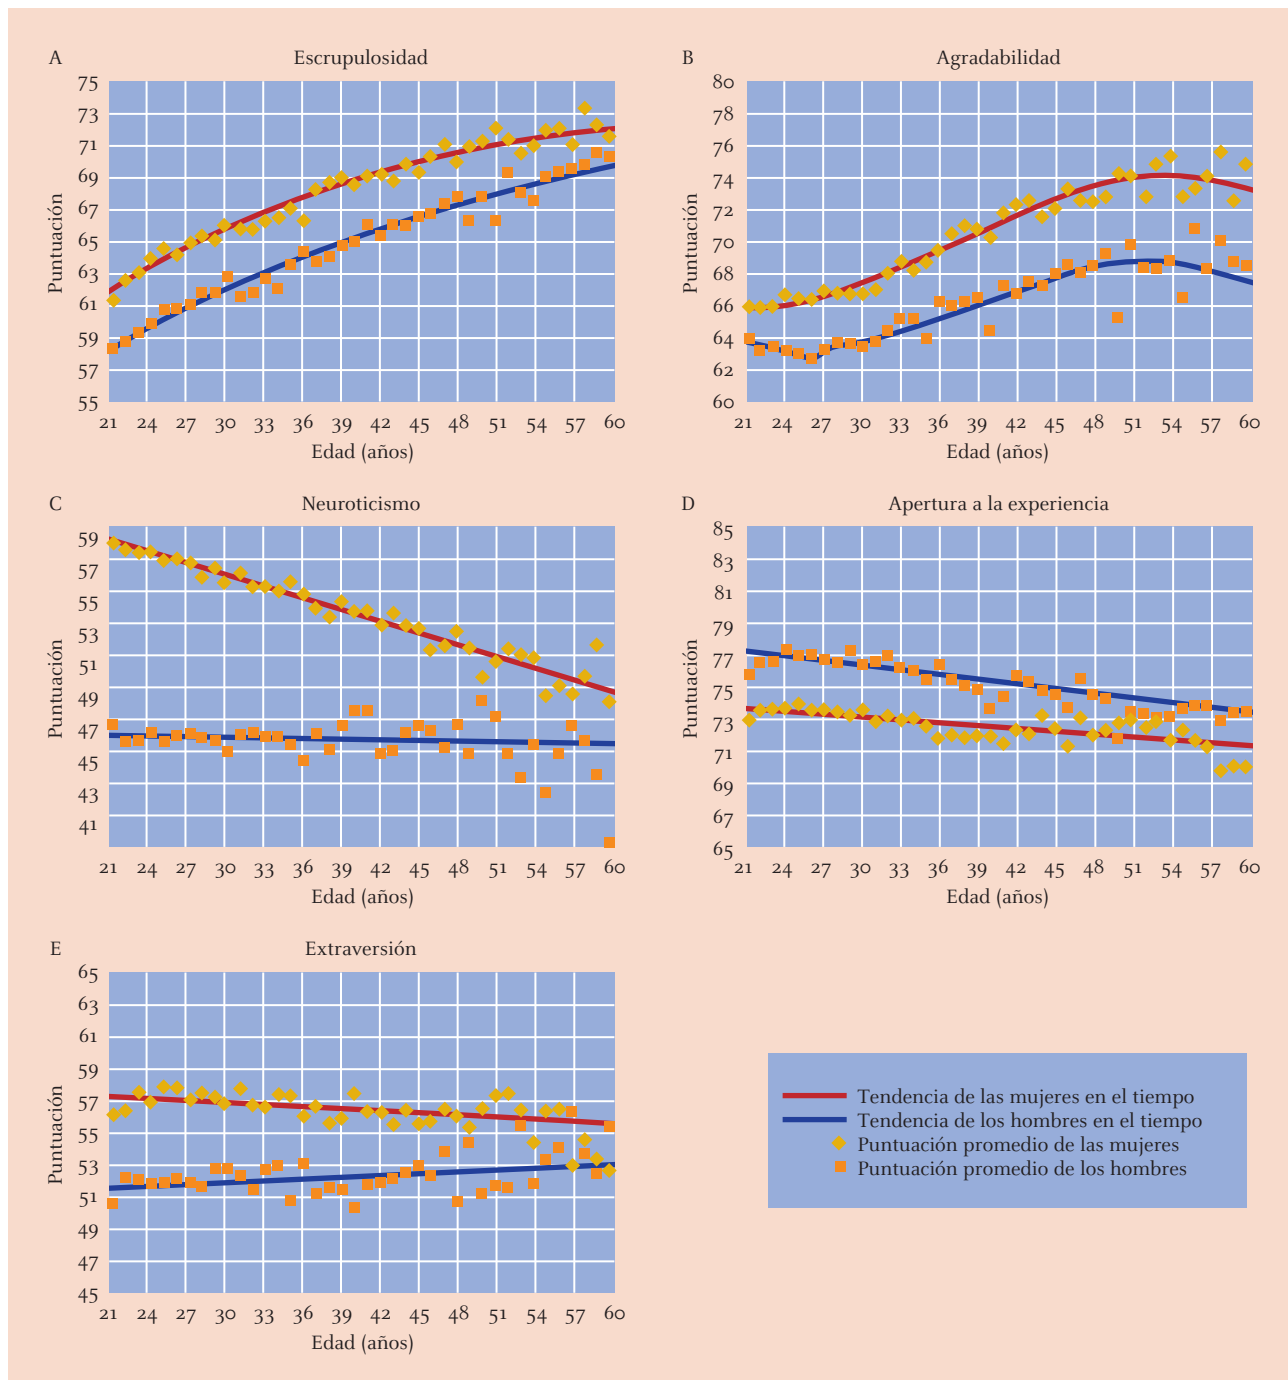 A Escrupulosidad
Puntuación
75
73
71
69
67
65
63
61
59
57
55
21 24 27 30 33 36 39 42 45 48 51 54 57 60
Edad (años)
B Agradabilidad
Puntuación
80
78
76
74
72
70
68
66
64
62
60
21 24 27 30 33 36 39 42 45 48 51 54 57 60
Edad (años)
C Neuroticismo
Puntuación
59
57
55
53
51
49
47
45
43
41
21 24 27 30 33 36 39 42 45 48 51 54 57 60
Edad (años)
D Apertura a la experiencia
Puntuación
85
83
81
79
77
75
73
71
69
67
65
21 24 27 30 33 36 39 42 45 48 51 54 57 60
Edad (años)
E Extraversión
Puntuación
65
63
61
59
57
55
53
51
49
47
45
21 24 27 30 33 36 39 42 45 48 51 54 57 60
Edad (años)
Tendencia de las mujeres en el tiempo
Tendencia de los hombres en el tiempo
Puntuación promedio de las mujeres
Puntuación promedio de los hombres